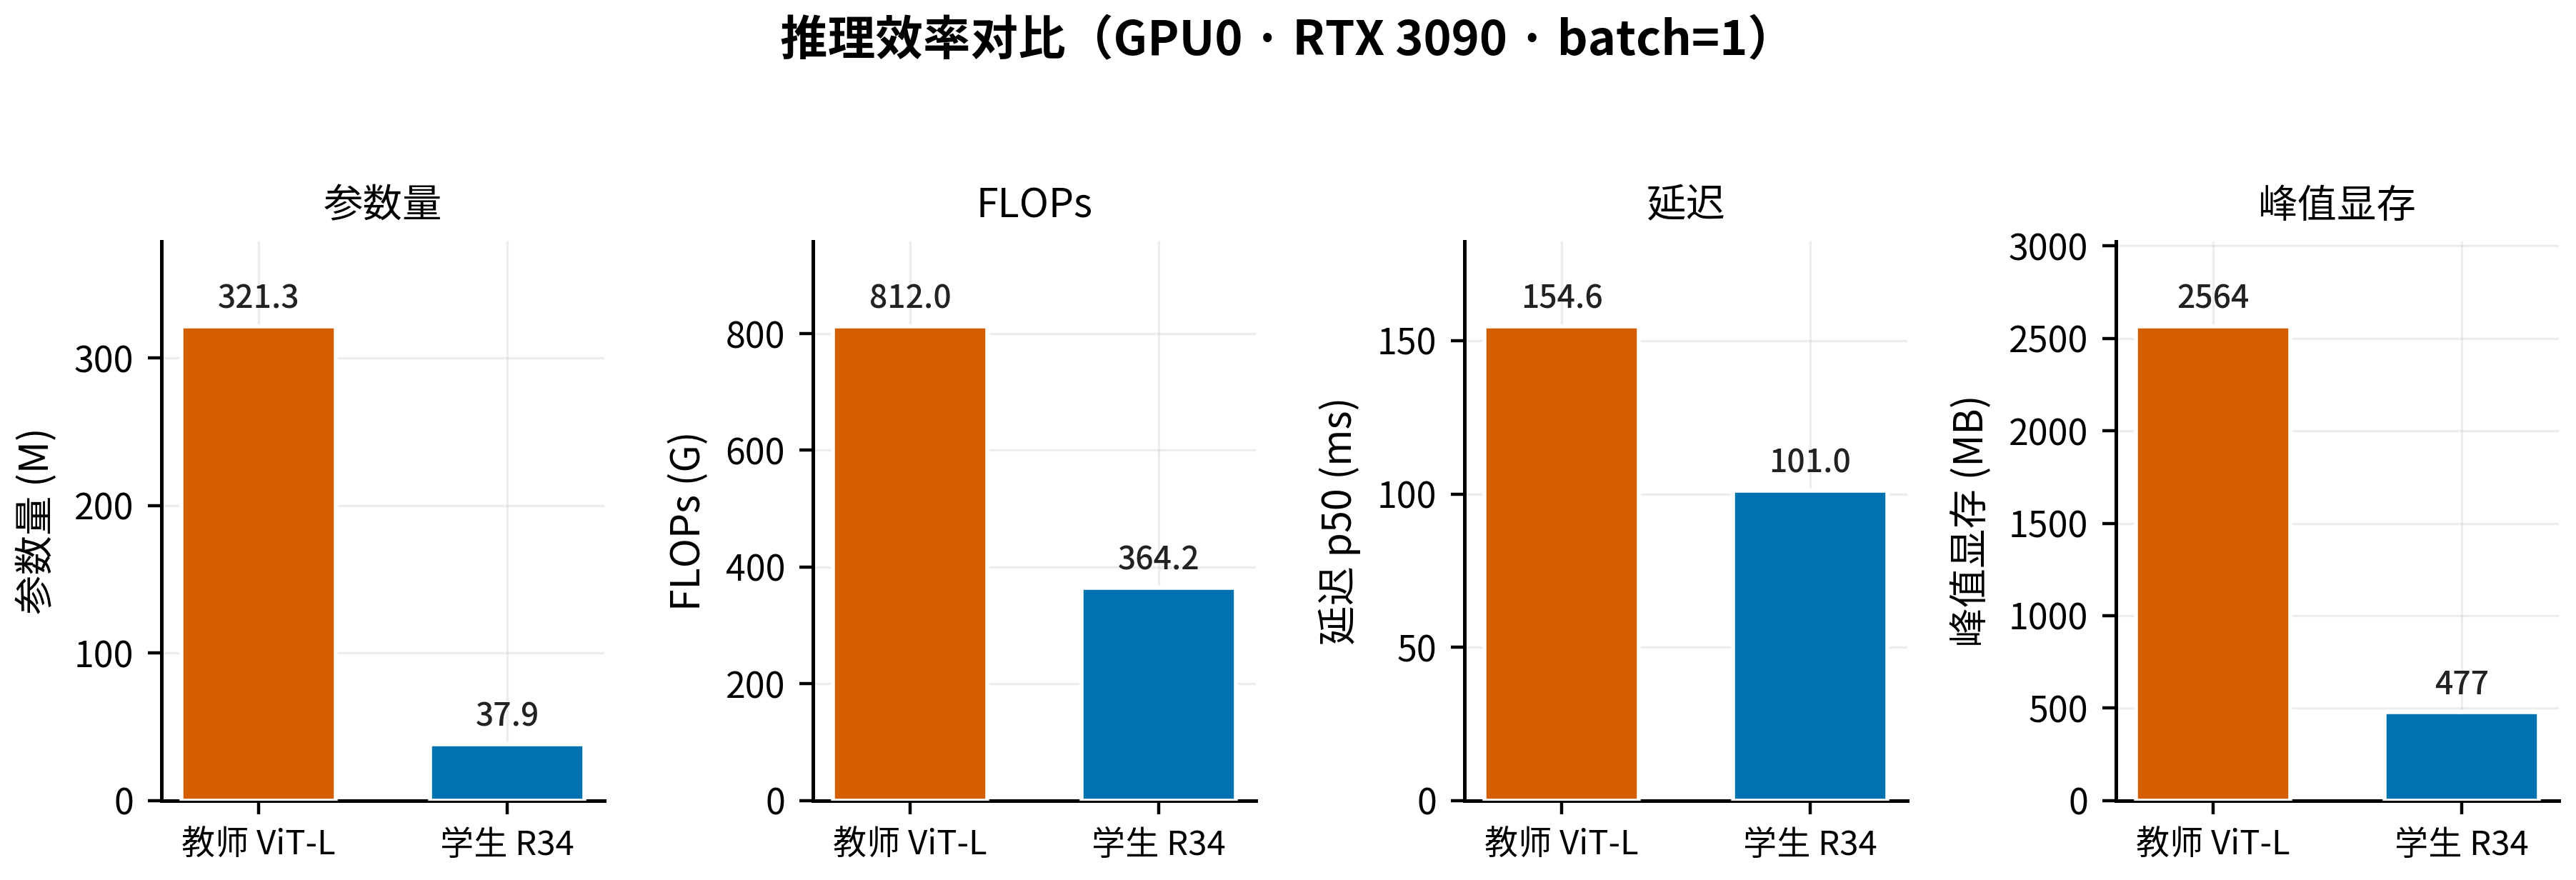 推理效率对比（GPU0 · RTX 3090 · batch=1）
参数量
参数量 (M)
300
200
100
0
321.3
37.9
教师 ViT-L
学生 R34
FLOPs
FLOPs (G)
800
600
400
200
0
812.0
364.2
教师 ViT-L
学生 R34
延迟
延迟 p50 (ms)
150
100
50
0
154.6
101.0
教师 ViT-L
学生 R34
峰值显存
峰值显存 (MB)
3000
2500
2000
1500
1000
500
0
2564
477
教师 ViT-L
学生 R34